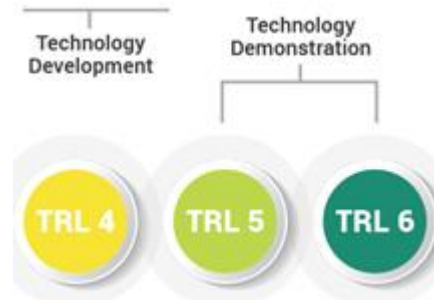 Technology
Development
Technology
Demonstration
TRL 4
TRL 5
TRL 6